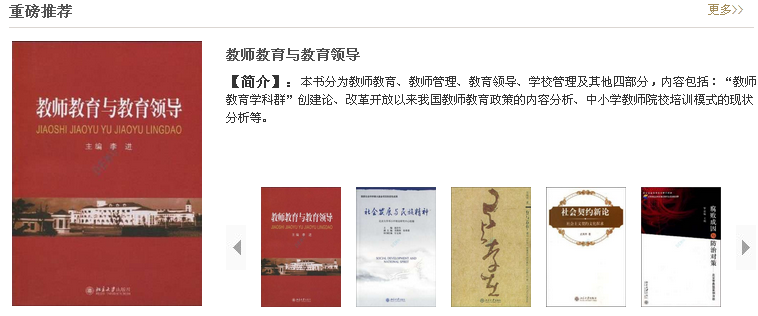 重磅推荐
更多>>
教师教育与教育领导
JIAOSHI JIAOYU YU JIAOYU LINGDAO
主编 季 进
北京大学出版社
教师教育与教育领导
【简介】：本书分为教师教育、教师管理、教育领导、学校管理及其他四部分，内容包括：“教师
教育学科群”创建论、改革开放以来我国教师教育政策的内容分析、中小学教师院校培训模式的现状
分析等。
教师教育与教育领导
社会发展与民族精神
社会契约新论
腐败成因与防治对策